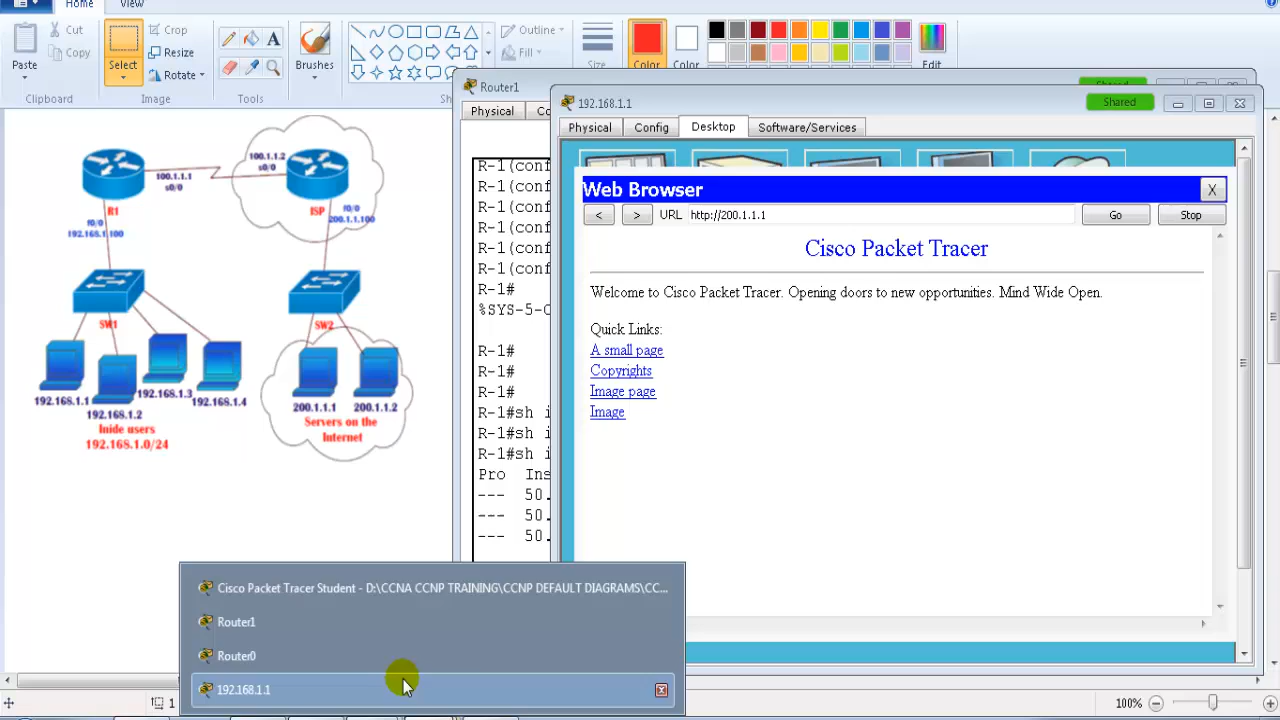 Home View
Cut
Copy
Paste
Clipboard
Select
Crop
Resize
Rotate
Image
Tools
Brushes
Outline
Fill
Size
Color
Color
Edit
Router1
Physical
192.168.1.1
Shared
Physical Config Desktop Software/Services
Web Browser X
< > URL http://200.1.1.1 Go Stop
Cisco Packet Tracer
Welcome to Cisco Packet Tracer. Opening doors to new opportunities. Mind Wide Open.
Quick Links:
A small page
Copyrights
Image page
Image
R-1(conf
R-1(conf
R-1(conf
R-1(conf
R-1(conf
R-1(conf
R-1#
%SYS-5-C
R-1#
R-1#
R-1#
R-1#sh i
R-1#sh i
R-1#sh i
Pro Ins
--- 50.
--- 50.
--- 50.
100.1.1.2
s0/0
100.1.1.1
s0/0
R1
ISP
f0/0
192.168.1.100
f0/0
200.1.1.100
SW1
SW2
192.168.1.1
192.168.1.2
192.168.1.3
192.168.1.4
Inide users
192.168.1.0/24
200.1.1.1 200.1.1.2
Servers on the
Internet
Cisco Packet Tracer Student - D:\CCNA CCNP TRAINING\CCNP DEFAULT DIAGRAMS\CC...
Router1
Router0
192.168.1.1
1
100%